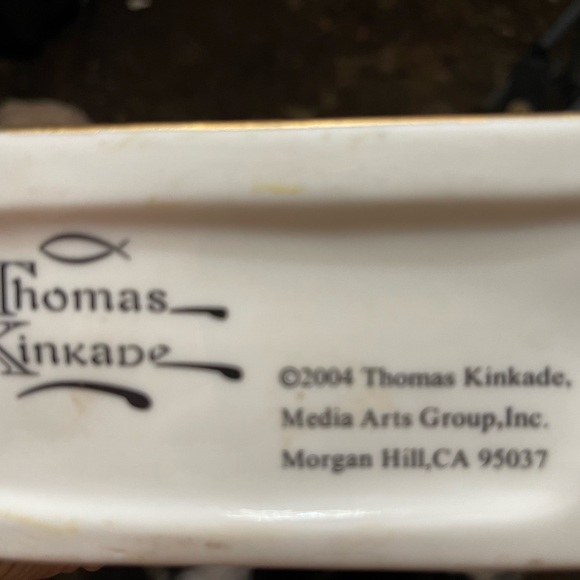 Thomas
Kinkade
©2004 Thomas Kinkade,
Media Arts Group,Inc.
Morgan Hill,CA 95037